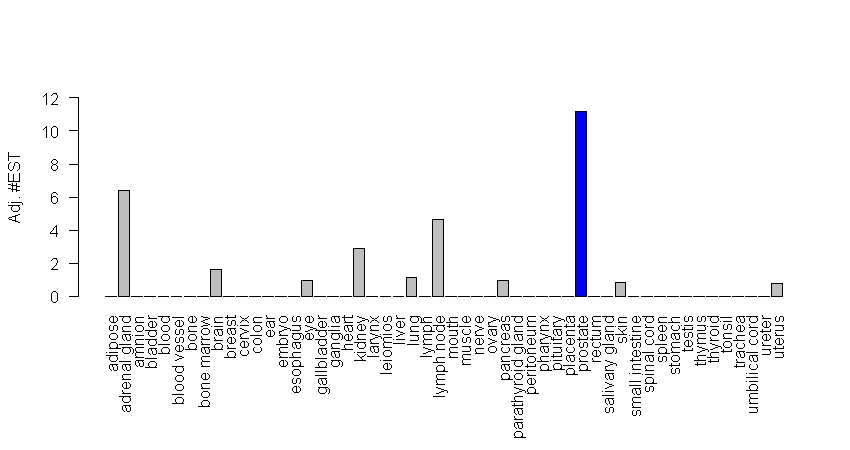 Adj. #EST
12
10
8
6
4
2
0
adipose
adrenal gland
amnion
bladder
blood
blood vessel
bone
bone marrow
brain
breast
cervix
colon
ear
embryo
esophagus
eye
gallbladder
ganglia
heart
kidney
larynx
leiomios
liver
lung
lymph
lymph node
mouth
muscle
nerve
ovary
pancreas
parathyroid gland
peritoneum
pharynx
pituitary
placenta
prostate
rectum
salivary gland
skin
small intestine
spinal cord
spleen
stomach
testis
thymus
thyroid
tonsil
trachea
umbilical cord
ureter
uterus